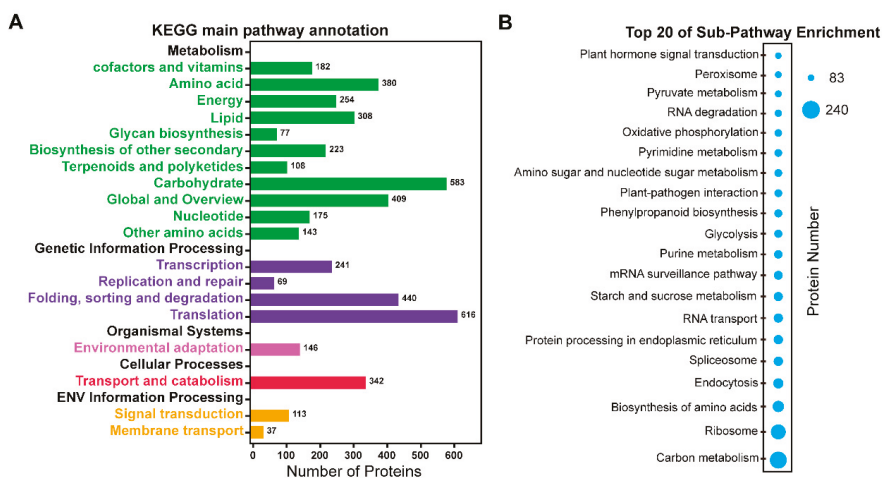 A
KEGG main pathway annotation
Metabolism
cofactors and vitamins 182
Amino acid 380
Energy 254
Lipid 308
Glycan biosynthesis 77
Biosynthesis of other secondary 223
Terpenoids and polyketides 108
Carbohydrate 583
Global and Overview 409
Nucleotide 175
Other amino acids 143
Genetic Information Processing
Transcription 241
Replication and repair 69
Folding, sorting and degradation 440
Translation 616
Organismal Systems
Environmental adaptation 146
Cellular Processes
Transport and catabolism 342
ENV Information Processing
Signal transduction 113
Membrane transport 37
0 100 200 300 400 500 600
Number of Proteins
B
Top 20 of Sub-Pathway Enrichment
Plant hormone signal transduction
Peroxisome
Pyruvate metabolism
RNA degradation
Oxidative phosphorylation
Pyrimidine metabolism
Amino sugar and nucleotide sugar metabolism
Plant-pathogen interaction
Phenylpropanoid biosynthesis
Glycolysis
Purine metabolism
mRNA surveillance pathway
Starch and sucrose metabolism
RNA transport
Protein processing in endoplasmic reticulum
Spliceosome
Endocytosis
Biosynthesis of amino acids
Ribosome
Carbon metabolism
83
240
Protein Number